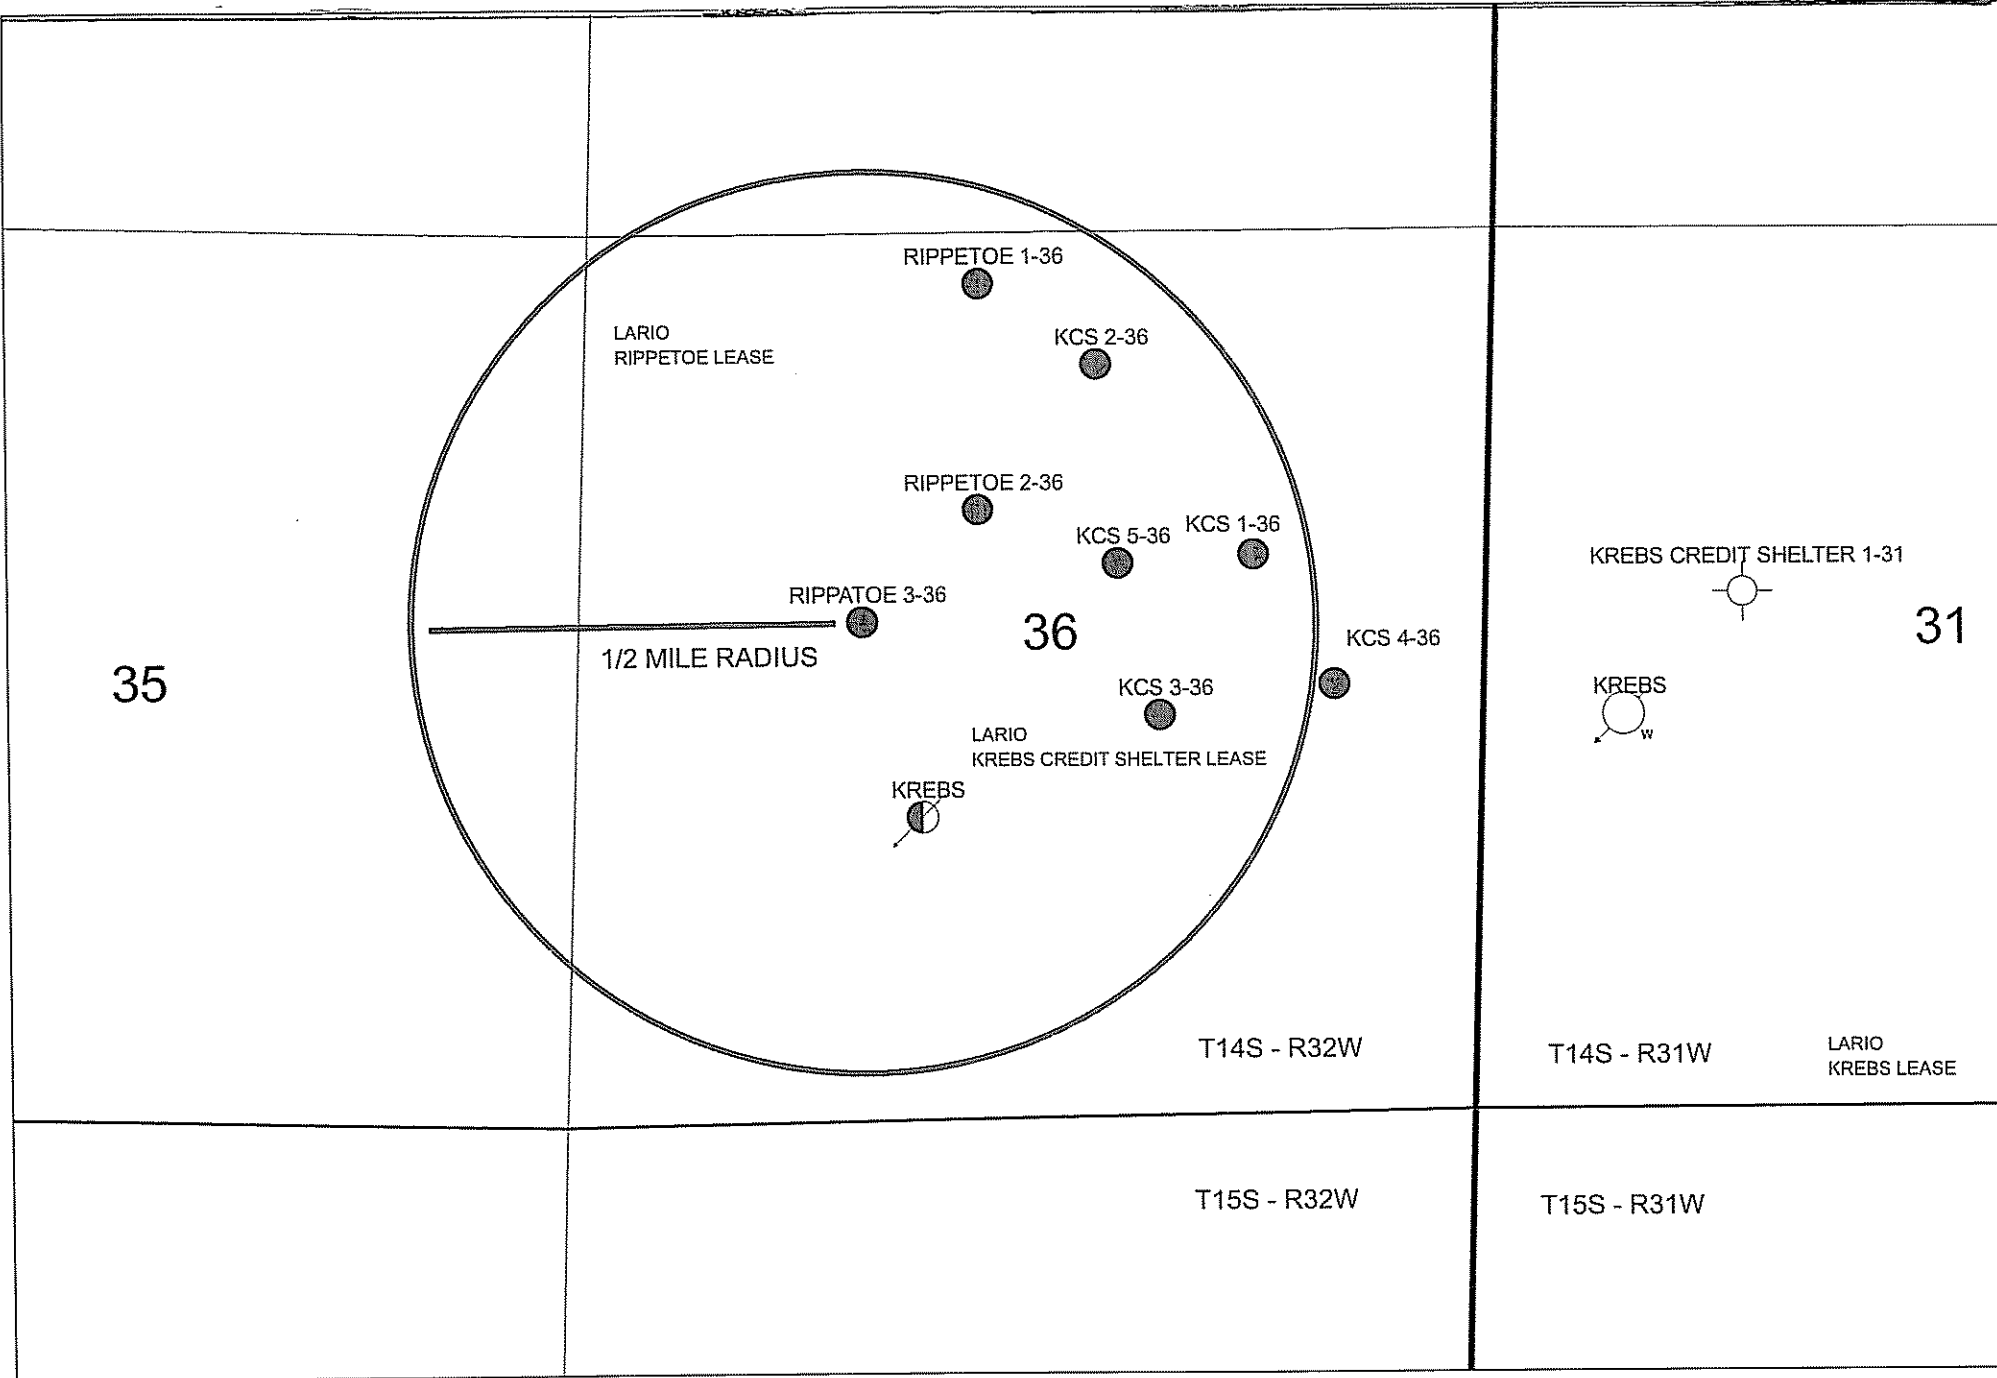 RIPPETOE 1-36
LARIO
RIPPETOE LEASE
KCS 2-36
RIPPETOE 2-36
KCS 5-36
KCS 1-36
KREBS CREDIT SHELTER 1-31
RIPPATOE 3-36
36
31
KCS 4-36
1/2 MILE RADIUS
35
KCS 3-36
KREBS
W
LARIO
KREBS CREDIT SHELTER LEASE
KREBS
T14S - R32W
T14S - R31W
LARIO
KREBS LEASE
T15S - R32W
T15S - R31W